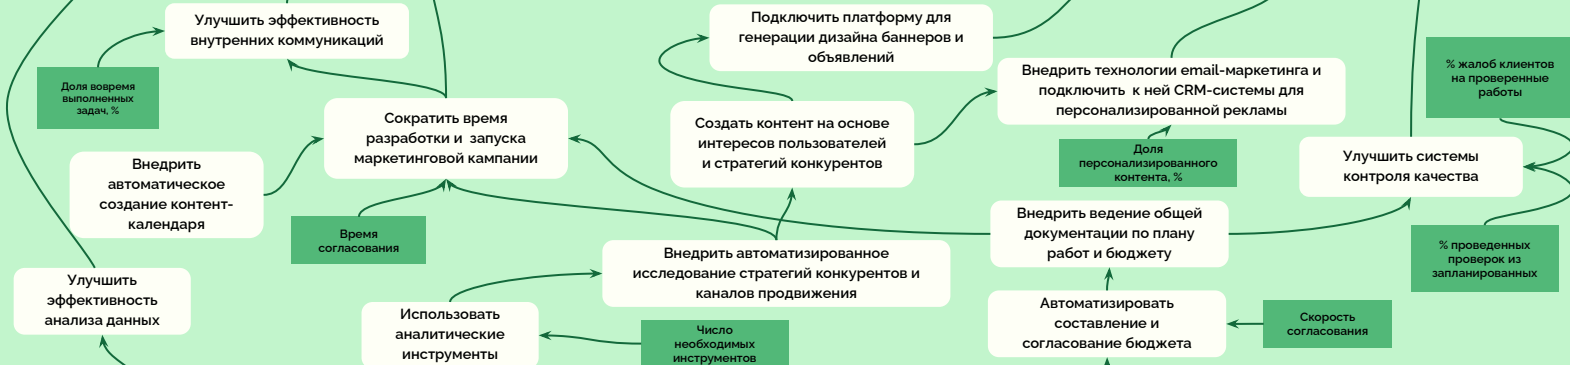 Улучшить эффективность
внутренних коммуникаций
Подключить платформу для
генерации дизайна баннеров и
объявлений
Доля вовремя
выполненных
задач, %
Внедрить технологии email-маркетинга и
подключить к ней CRM-системы для
персонализированной рекламы
% жалоб клиентов
на проверенные
работы
Сократить время
разработки и запуска
маркетинговой кампании
Создать контент на основе
интересов пользователей
и стратегий конкурентов
Доля
персонализированного
контента, %
Улучшить системы
контроля качества
Внедрить
автоматическое
создание контент-
календаря
Время
согласования
Внедрить ведение общей
документации по плану
работ и бюджету
% проведенных
проверок из
запланированных
Внедрить автоматизированное
исследование стратегий конкурентов и
каналов продвижения
Улучшить
эффективность
анализа данных
Использовать
аналитические
инструменты
Число
необходимых
инструментов
Автоматизировать
составление и
согласование бюджета
Скорость
согласования